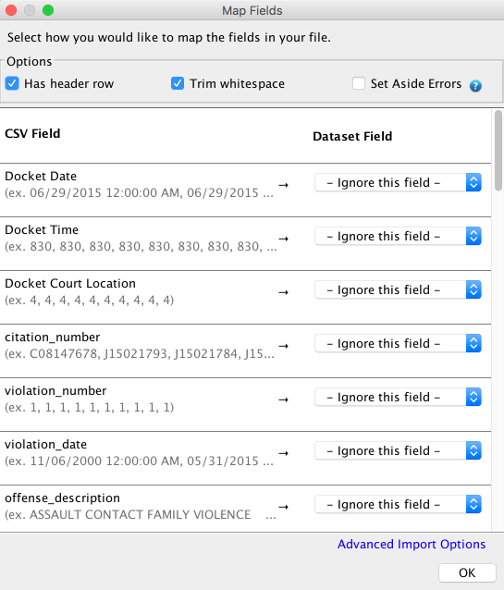 Map Fields
Select how you would like to map the fields in your file.
Options
Has header row
Trim whitespace
Set Aside Errors ?
CSV Field
Dataset Field
Docket Date
(ex. 06/29/2015 12:00:00 AM, 06/29/2015 ...
→ – Ignore this field –
Docket Time
(ex. 830, 830, 830, 830, 830, 830, 830, 830, ...
→ – Ignore this field –
Docket Court Location
(ex. 4, 4, 4, 4, 4, 4, 4, 4, 4, 4)
→ – Ignore this field –
citation_number
(ex. C08147678, J15021793, J15021784, J15...
→ – Ignore this field –
violation_number
(ex. 1, 1, 1, 1, 1, 1, 1, 1, 1, 1)
→ – Ignore this field –
violation_date
(ex. 11/06/2000 12:00:00 AM, 05/31/2015 ...
→ – Ignore this field –
offense_description
(ex. ASSAULT CONTACT FAMILY VIOLENCE ...
→ – Ignore this field –
Advanced Import Options
OK